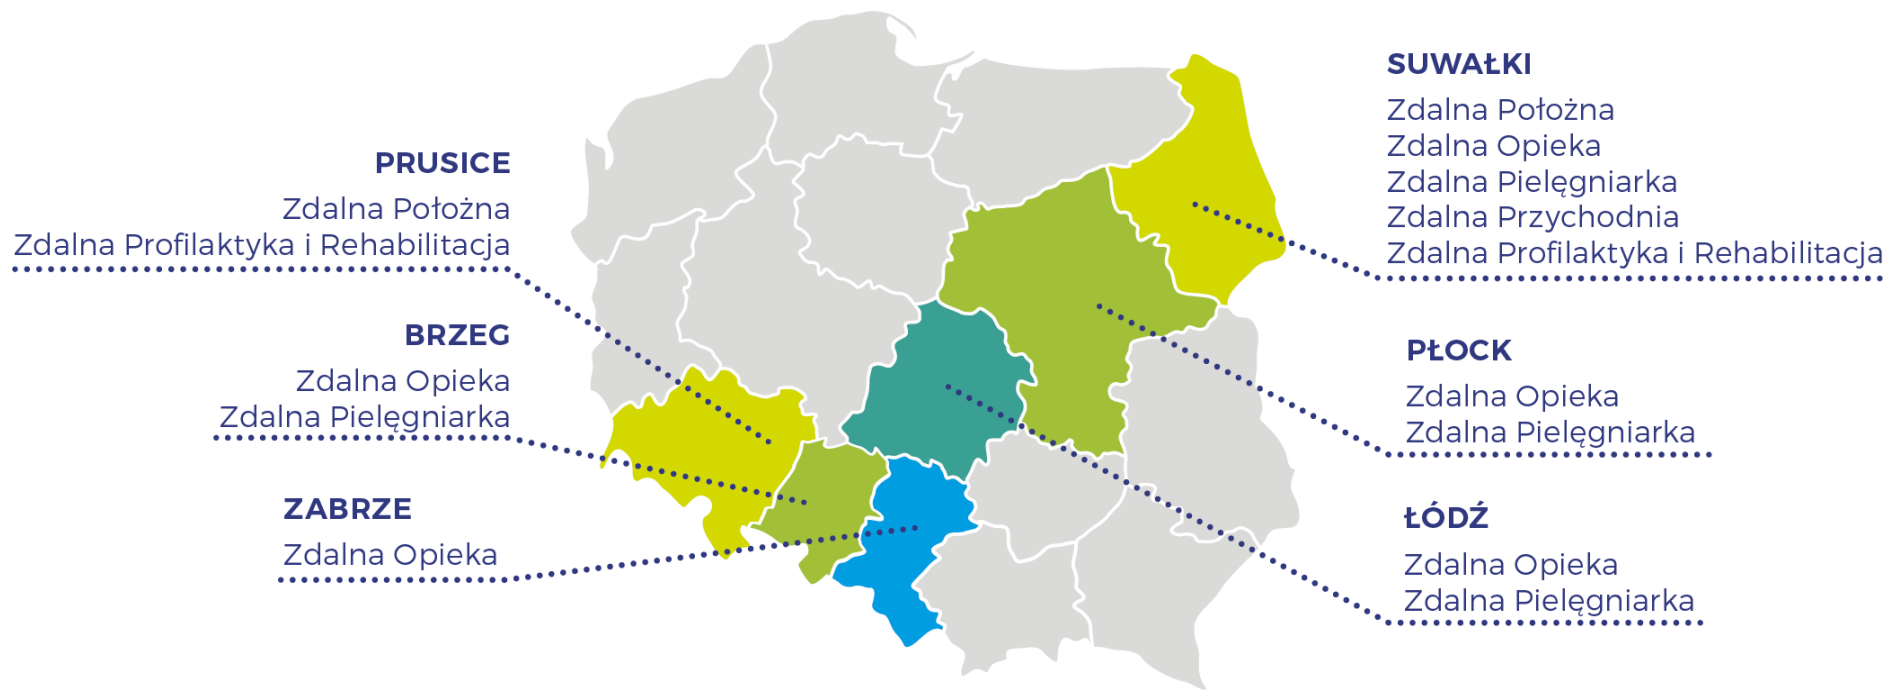 PRUSICE
Zdalna Położna
Zdalna Profilaktyka i Rehabilitacja
BRZEG
Zdalna Opieka
Zdalna Pielęgniarka
ZABRZE
Zdalna Opieka
SUWAŁKI
Zdalna Położna
Zdalna Opieka
Zdalna Pielęgniarka
Zdalna Przychodnia
Zdalna Profilaktyka i Rehabilitacja
PŁOCK
Zdalna Opieka
Zdalna Pielęgniarka
ŁÓDŹ
Zdalna Opieka
Zdalna Pielęgniarka